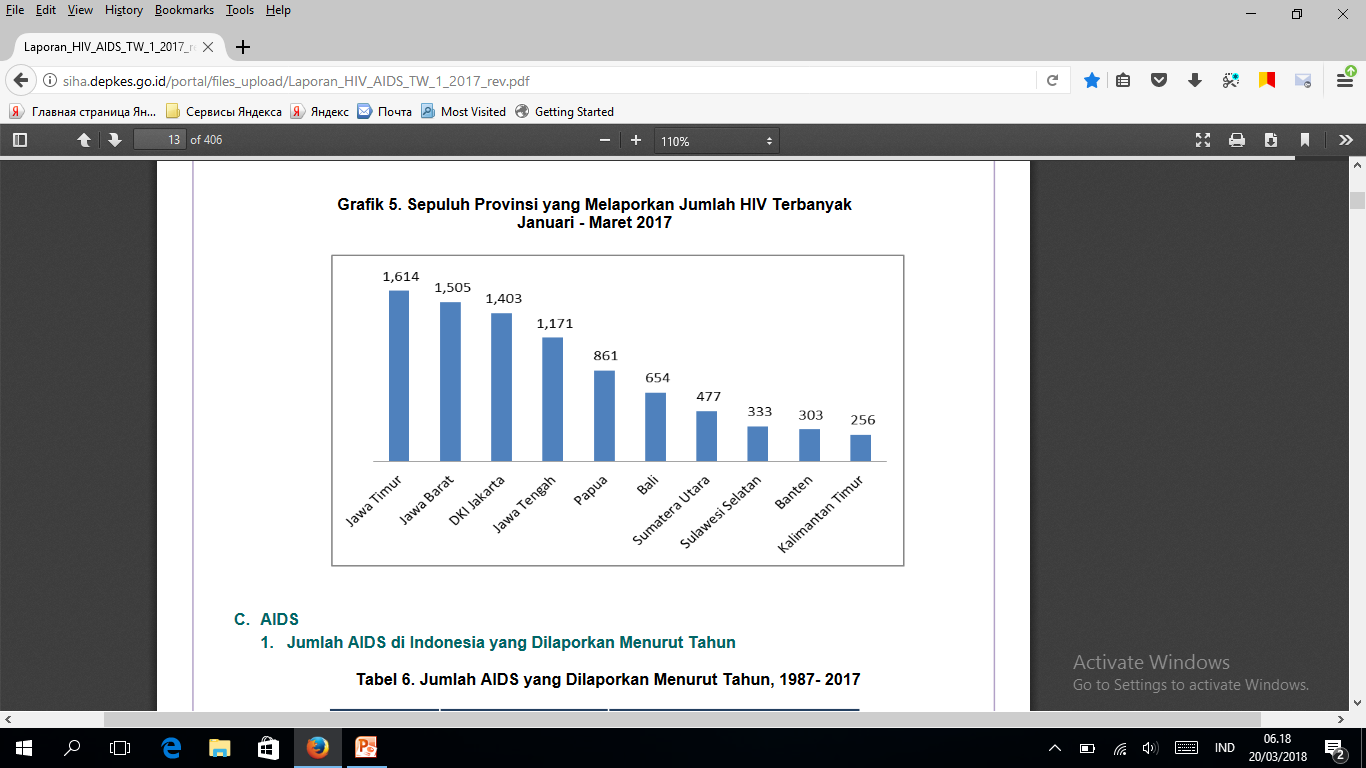 File Edit View History Bookmarks Tools Help
Laporan_HIV_AIDS_TW_1_2017_r
siha.depkes.go.id/portal/files_upload/Laporan_HIV_AIDS_TW_1_2017_rev.pdf
Главная страница Ян... Сервисы Яндекса Яндекс Почта Most Visited Getting Started
13 of 406 110%
Grafik 5. Sepuluh Provinsi yang Melaporkan Jumlah HIV Terbanyak
Januari - Maret 2017
1,614
1,505
1,403
1,171
861
654
477
333
303
256
Jawa Timur
Jawa Barat
DKI Jakarta
Jawa Tengah
Papua
Bali
Sumatera Utara
Sulawesi Selatan
Banten
Kalimantan Timur
C. AIDS
1. Jumlah AIDS di Indonesia yang Dilaporkan Menurut Tahun
Tabel 6. Jumlah AIDS yang Dilaporkan Menurut Tahun, 1987- 2017
Activate Windows
Go to Settings to activate Windows.
IND
06.18
20/03/2018
2